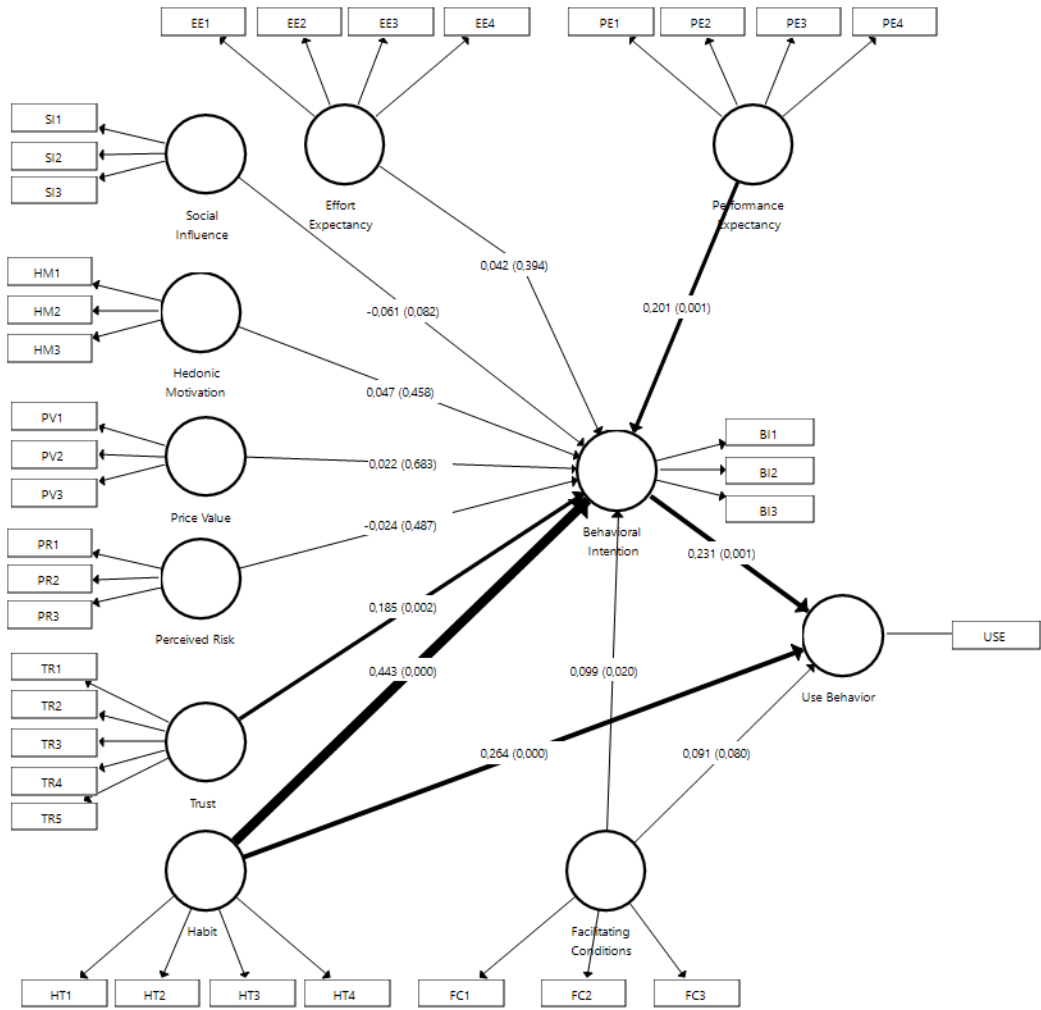 EE1
EE2
EE3
EE4
PE1
PE2
PE3
PE4
SI1
SI2
SI3
Social
Influence
Effort
Expectancy
Performance
Expectancy
HM1
HM2
HM3
Hedonic
Motivation
0,042 (0,394)
-0,061 (0,082)
0,201 (0,001)
0,047 (0,458)
PV1
PV2
PV3
Price Value
0,022 (0,683)
BI1
BI2
BI3
Behavioral
Intention
PR1
PR2
PR3
Perceived Risk
-0,024 (0,487)
0,231 (0,001)
0,185 (0,002)
USE
Use Behavior
TR1
TR2
TR3
TR4
TR5
Trust
0,443 (0,000)
0,099 (0,020)
0,264 (0,000)
0,091 (0,080)
Habit
Facilitating
Conditions
HT1
HT2
HT3
HT4
FC1
FC2
FC3